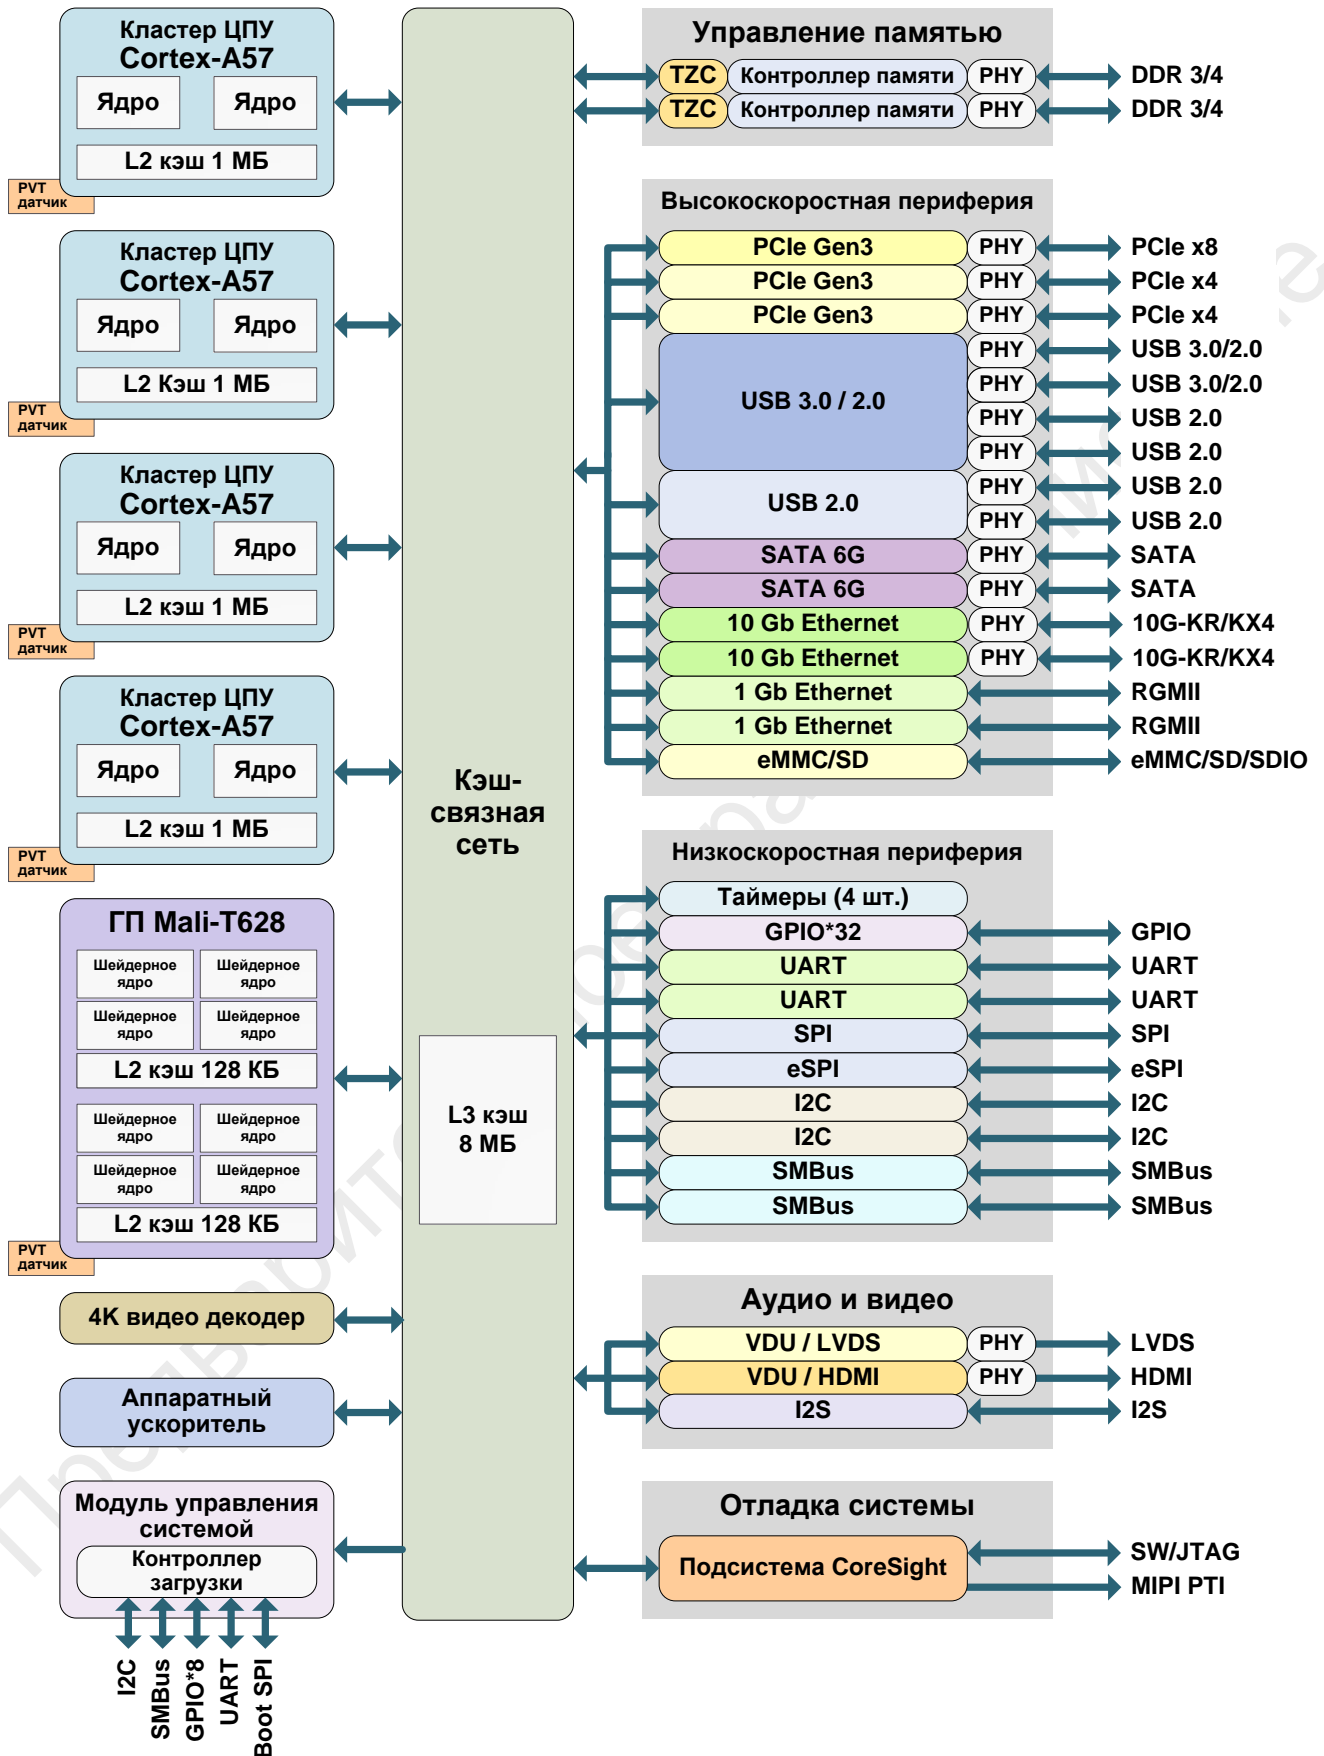 Кластер ЦПУ
Cortex-A57
Ядро
Ядро
L2 кэш 1 МБ
PVT
датчик
Кластер ЦПУ
Cortex-A57
Ядро
Ядро
L2 Кэш 1 МБ
PVT
датчик
Кластер ЦПУ
Cortex-A57
Ядро
Ядро
L2 кэш 1 МБ
PVT
датчик
Кластер ЦПУ
Cortex-A57
Ядро
Ядро
L2 кэш 1 МБ
PVT
датчик
ГП Mali-T628
Шейдерное
ядро
Шейдерное
ядро
Шейдерное
ядро
Шейдерное
ядро
L2 кэш 128 КБ
Шейдерное
ядро
Шейдерное
ядро
Шейдерное
ядро
Шейдерное
ядро
L2 кэш 128 КБ
PVT
датчик
4K видео декодер
Аппаратный
ускоритель
Модуль управления
системой
Контроллер
загрузки
I2C
SMBus
GPIO*8
UART
Boot SPI
Кэш-
связная
сеть
L3 кэш
8 МБ
Управление памятью
TZC Контроллер памяти PHY DDR 3/4
TZC Контроллер памяти PHY DDR 3/4
Высокоскоростная периферия
PCIe Gen3 PHY PCIe x8
PCIe Gen3 PHY PCIe x4
PCIe Gen3 PHY PCIe x4
USB 3.0 / 2.0
PHY USB 3.0/2.0
PHY USB 3.0/2.0
PHY USB 2.0
PHY USB 2.0
USB 2.0
PHY USB 2.0
PHY USB 2.0
SATA 6G PHY SATA
SATA 6G PHY SATA
10 Gb Ethernet PHY 10G-KR/KX4
10 Gb Ethernet PHY 10G-KR/KX4
1 Gb Ethernet RGMII
1 Gb Ethernet RGMII
eMMC/SD eMMC/SD/SDIO
Низкоскоростная периферия
Таймеры (4 шт.)
GPIO*32 GPIO
UART UART
UART UART
SPI SPI
eSPI eSPI
I2C I2C
I2C I2C
SMBus SMBus
SMBus SMBus
Аудио и видео
VDU / LVDS PHY LVDS
VDU / HDMI PHY HDMI
I2S I2S
Отладка системы
Подсистема CoreSight
SW/JTAG
MIPI PTI